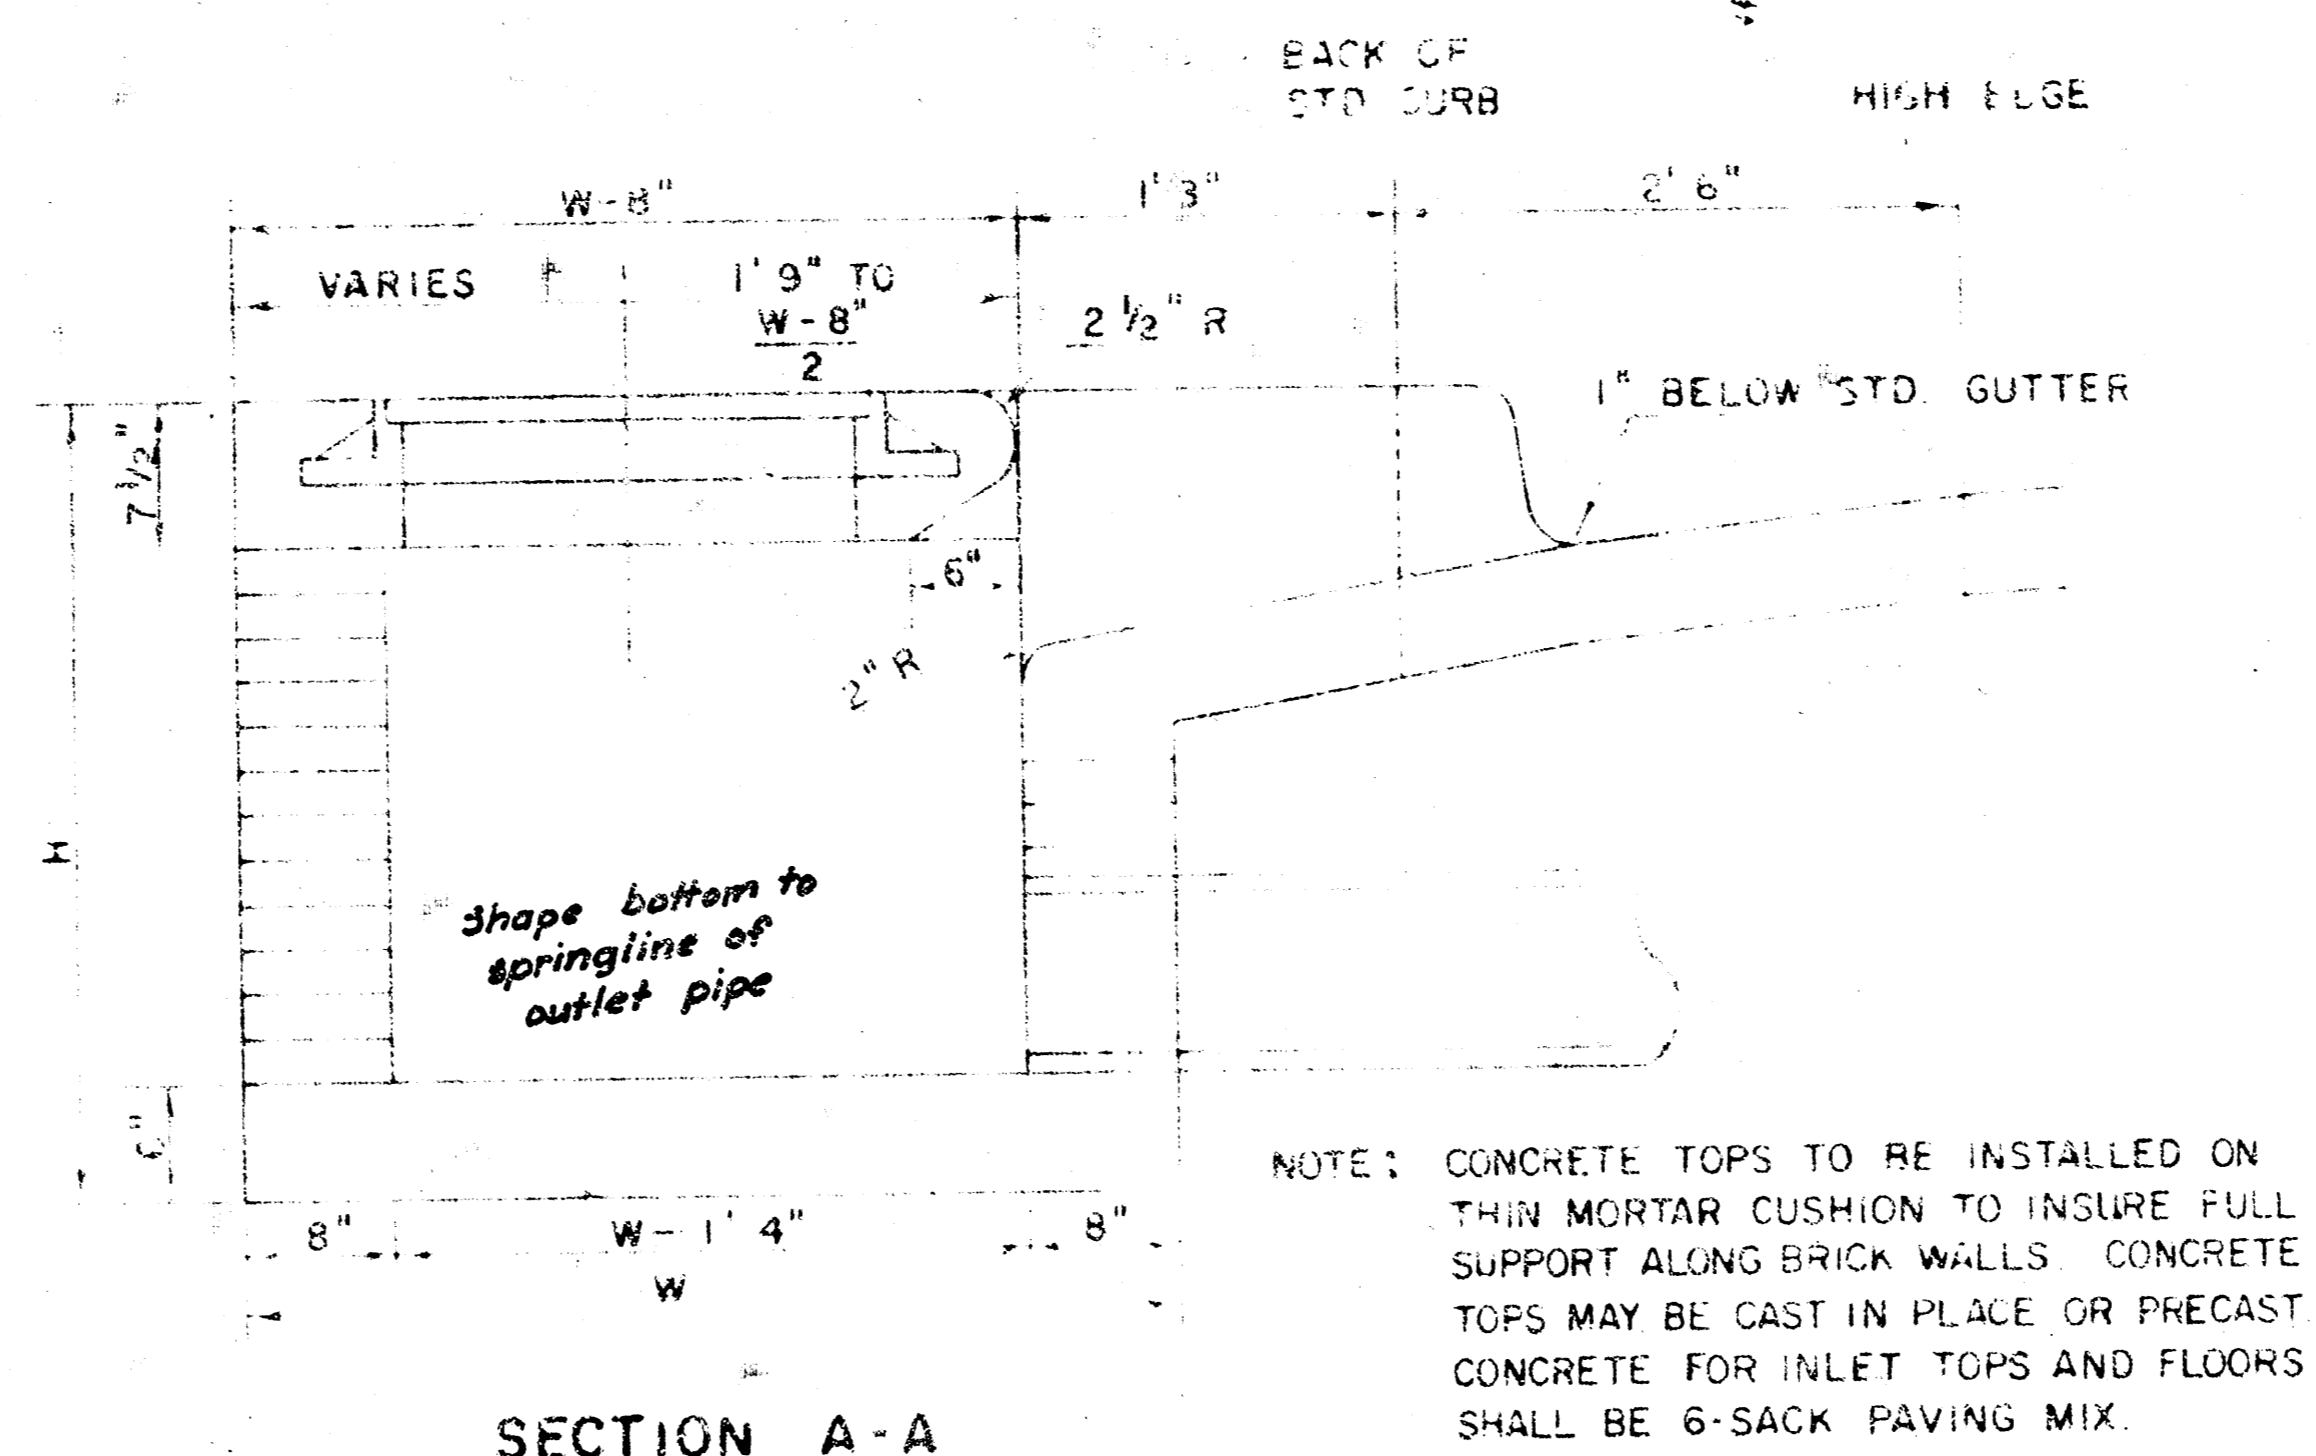 BACK OF
STD CURB
HIGH EDGE
W-8"
1' 3"
2' 6"
VARIES
1' 9" TO
W-8"
2
2 1/2" R
1" BELOW STD. GUTTER
7 1/2"
6"
2" R
H
Shape bottom to
springline of
outlet pipe
6"
8"
W-1' 4"
8"
W
NOTE: CONCRETE TOPS TO BE INSTALLED ON
THIN MORTAR CUSHION TO INSURE FULL
SUPPORT ALONG BRICK WALLS. CONCRETE
TOPS MAY BE CAST IN PLACE OR PRECAST.
CONCRETE FOR INLET TOPS AND FLOORS
SHALL BE 6-SACK PAVING MIX.
SECTION A-A